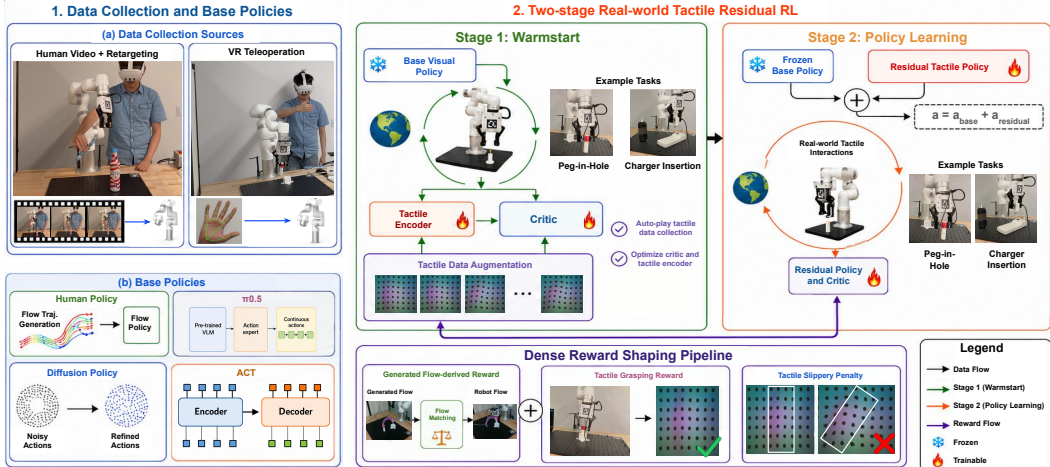 1. Data Collection and Base Policies
(a) Data Collection Sources
Human Video + Retargeting
VR Teleoperation
(b) Base Policies
Human Policy
Flow Traj.
Generation
Flow
Policy
π0.5
Pre-trained
VLM
Action
expert
Continuous
actions
Diffusion Policy
Noisy
Actions
Refined
Actions
ACT
Encoder
Decoder
2. Two-stage Real-world Tactile Residual RL
Stage 1: Warmstart
Base Visual
Policy
Example Tasks
Peg-in-Hole
Charger Insertion
Tactile
Encoder
Critic
Auto-play tactile
data collection
Optimize critic and
tactile encoder
Tactile Data Augmentation
...
Stage 2: Policy Learning
Frozen
Base Policy
Residual Tactile Policy
+
a = a_base + a_residual
Real-world Tactile
Interactions
Example Tasks
Peg-in-
Hole
Charger
Insertion
Residual Policy
and Critic
Dense Reward Shaping Pipeline
Generated Flow-derived Reward
Generated Flow
Flow
Matching
Robot Flow
+
Tactile Grasping Reward
Tactile Slippery Penalty
Legend
Data Flow
Stage 1 (Warmstart)
Stage 2 (Policy Learning)
Reward Flow
Frozen
Trainable